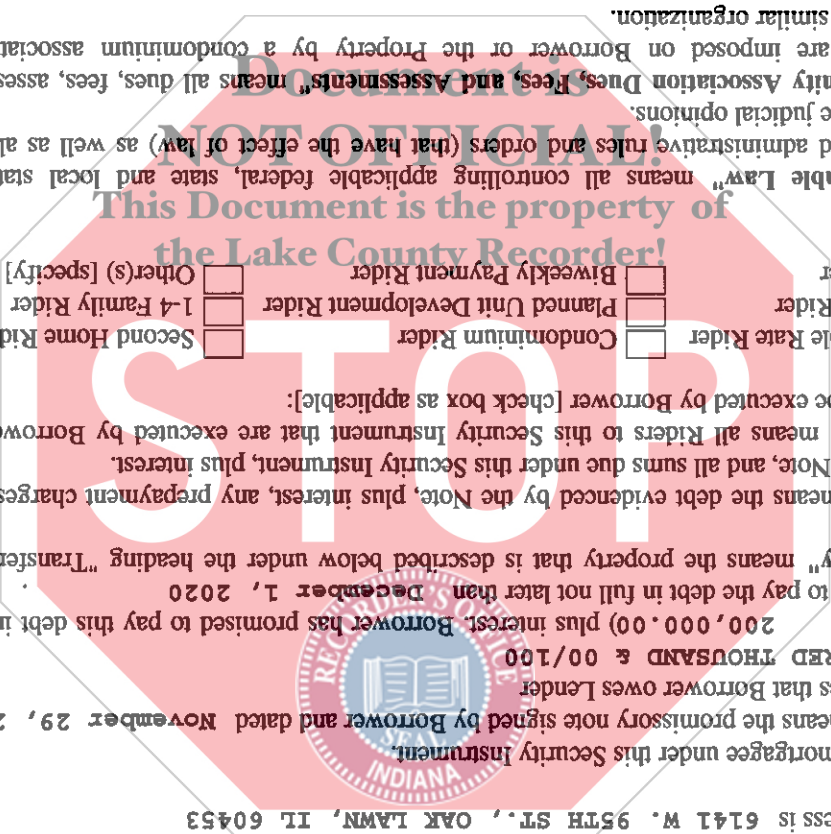 ess is 6141 W. 95TH ST., OAK LAWN, IL 60453
mortgagee under this Security Instrument.
means the promissory note signed by Borrower and dated November 29, 2
s that Borrower owes Lender
RED THOUSAND & 00/100
200,000.00) plus interest. Borrower has promised to pay this debt in
to pay the debt in full not later than December 1, 2020 .
y" means the property that is described below under the heading "Transfer
means the debt evidenced by the Note, plus interest, any prepayment charges
Note, and all sums due under this Security Instrument, plus interest.
means all Riders to this Security Instrument that are executed by Borrowe
be executed by Borrower [check box as applicable]:
le Rate Rider Condominium Rider Second Home Rid
Rider Planned Unit Development Rider 1-4 Family Rider
r Biweekly Payment Rider Other(s) [specify]
able Law" means all controlling applicable federal, state and local stat
d administrative rules and orders (that have the effect of law) as well as al
e judicial opinions.
nity Association Dues, Fees, and Assessments" means all dues, fees, asses
are imposed on Borrower or the Property by a condominium associat
similar organization.
Document is
NOT OFFICIAL!
This Document is the property of
the Lake County Recorder!
STOP
RECORDER'S OFFICE
SEAL
INDIANA